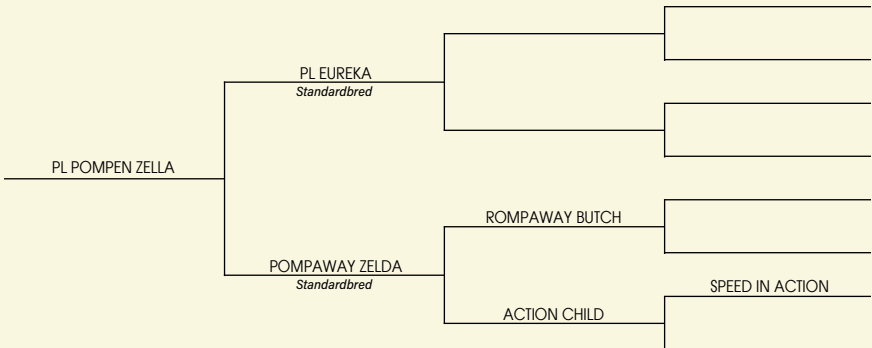 PL EUREKA
Standardbred
PL POMPEN ZELLA
ROMPAWAY BUTCH
POMPAWAY ZELDA
Standardbred
SPEED IN ACTION
ACTION CHILD